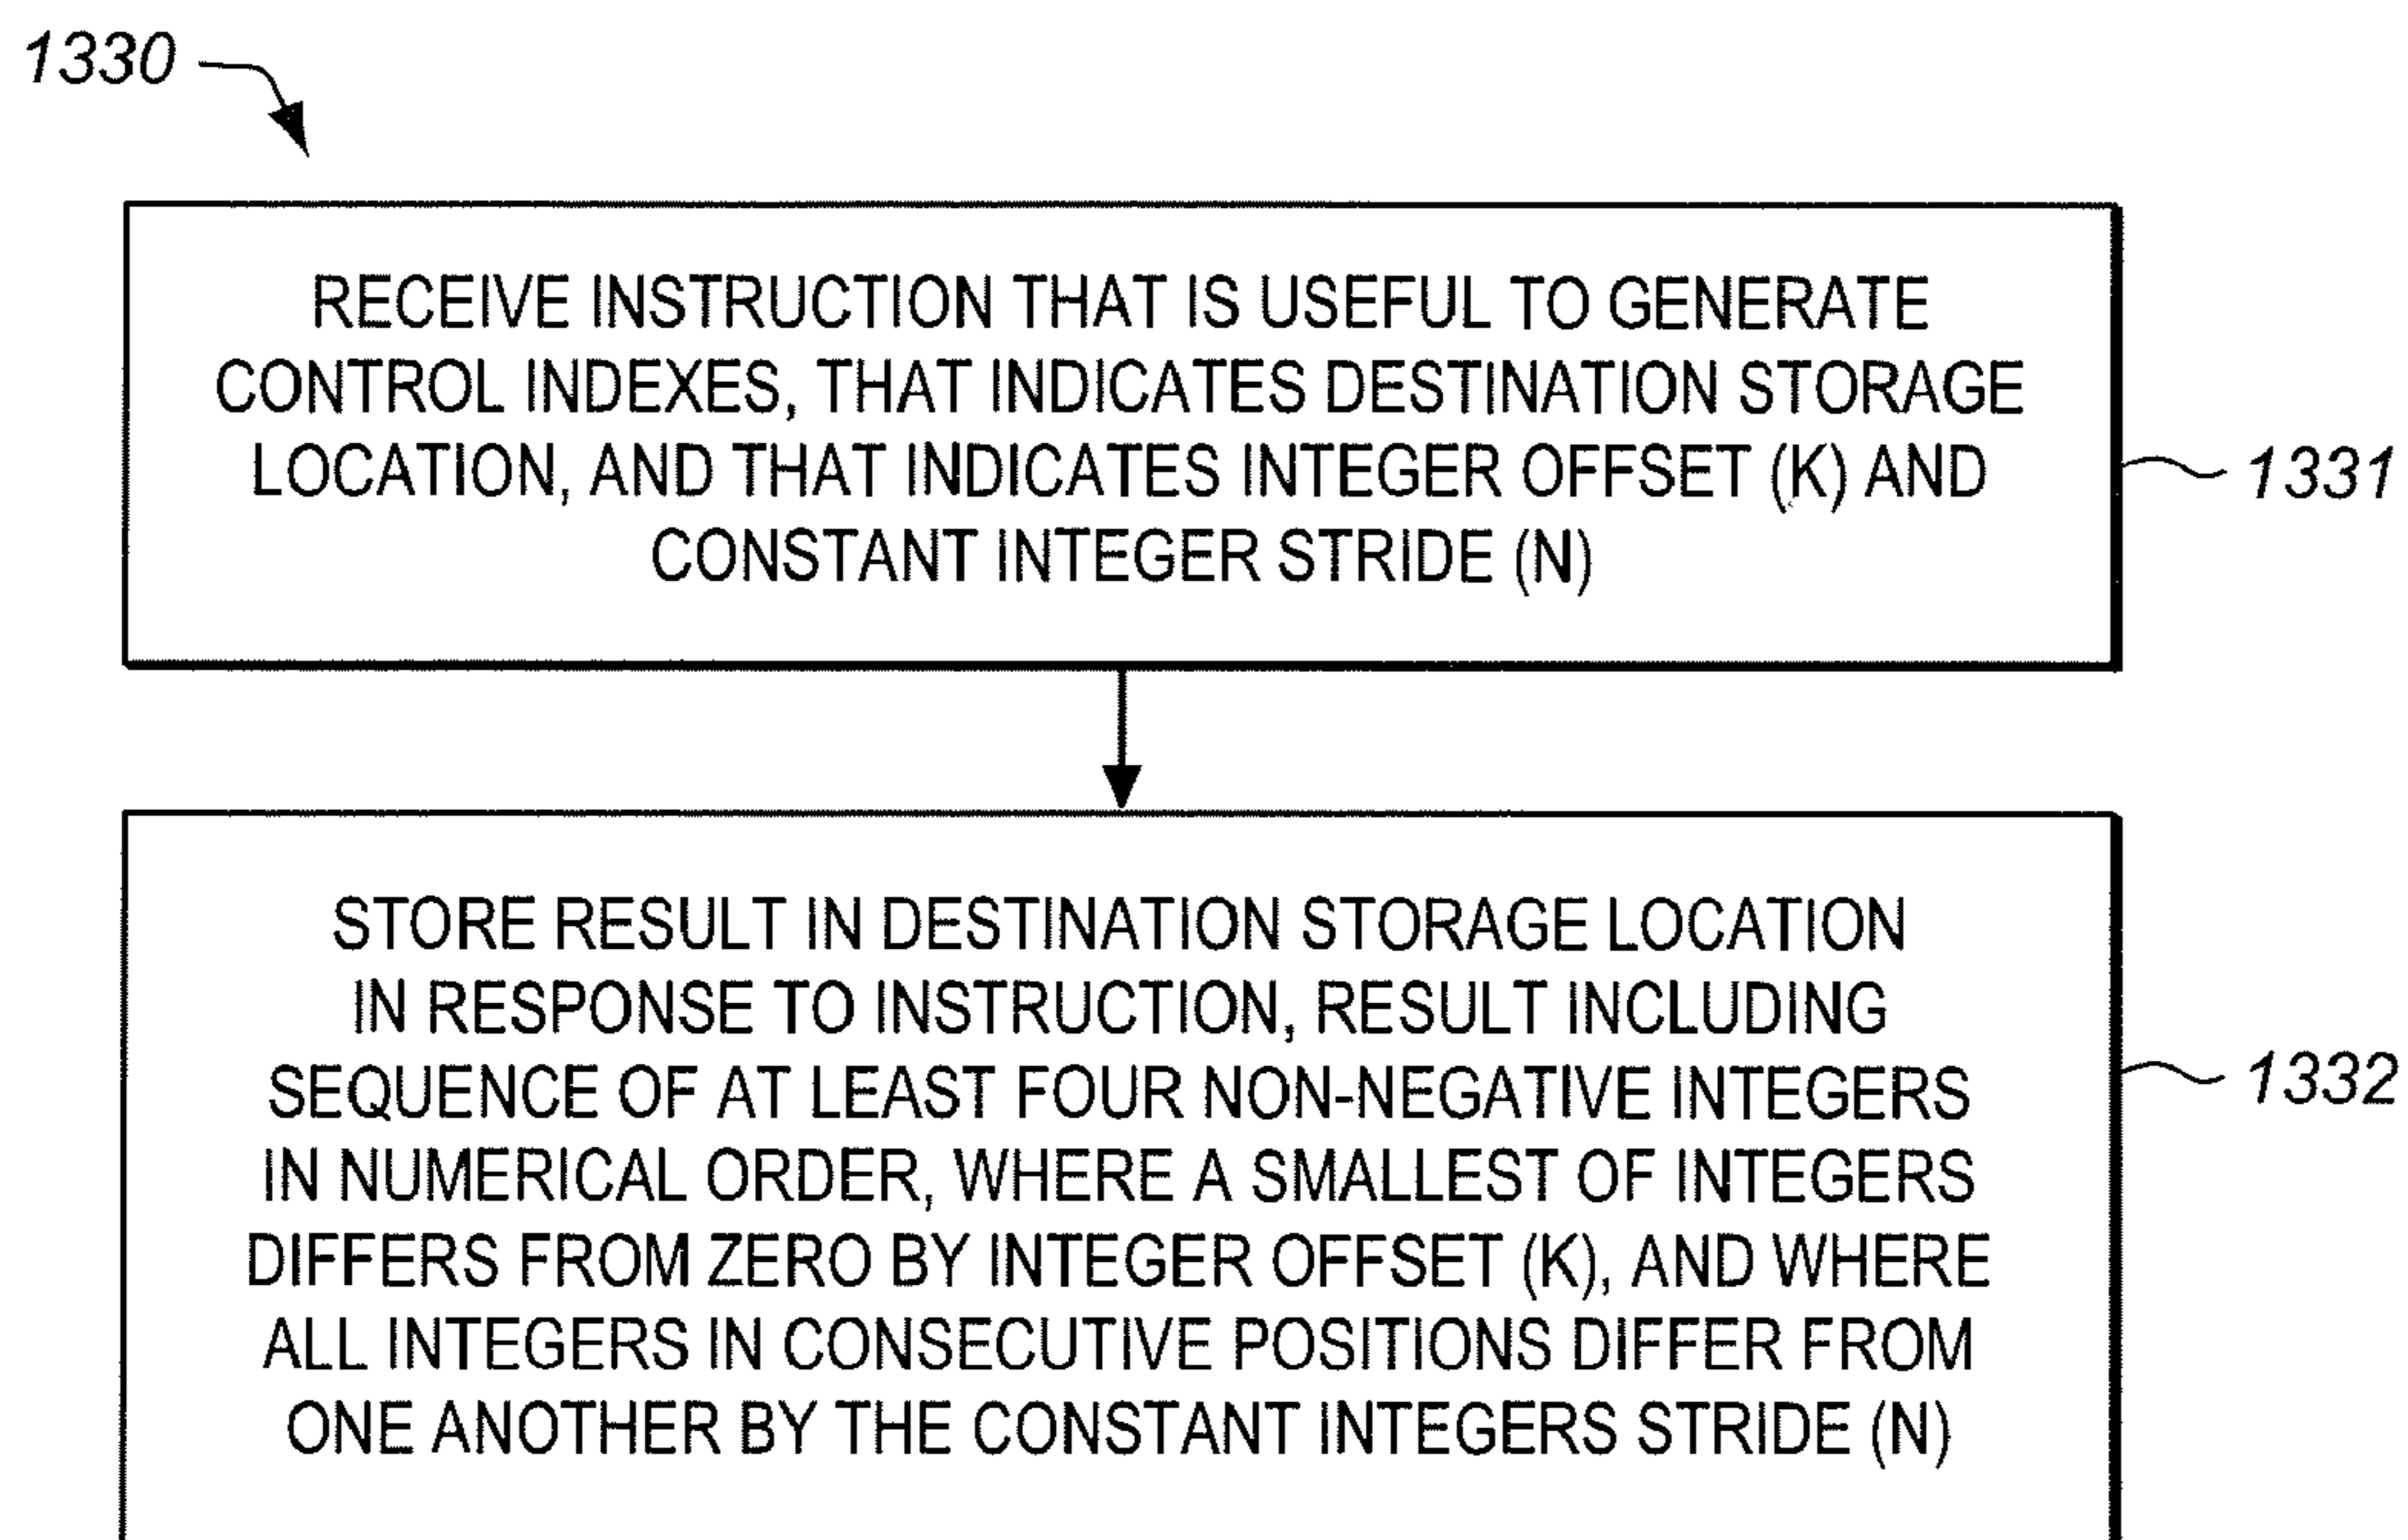 1330
RECEIVE INSTRUCTION THAT IS USEFUL TO GENERATE
CONTROL INDEXES, THAT INDICATES DESTINATION STORAGE
LOCATION, AND THAT INDICATES INTEGER OFFSET (K) AND
CONSTANT INTEGER STRIDE (N)
1331
STORE RESULT IN DESTINATION STORAGE LOCATION
IN RESPONSE TO INSTRUCTION, RESULT INCLUDING
SEQUENCE OF AT LEAST FOUR NON-NEGATIVE INTEGERS
IN NUMERICAL ORDER, WHERE A SMALLEST OF INTEGERS
DIFFERS FROM ZERO BY INTEGER OFFSET (K), AND WHERE
ALL INTEGERS IN CONSECUTIVE POSITIONS DIFFER FROM
ONE ANOTHER BY THE CONSTANT INTEGERS STRIDE (N)
1332